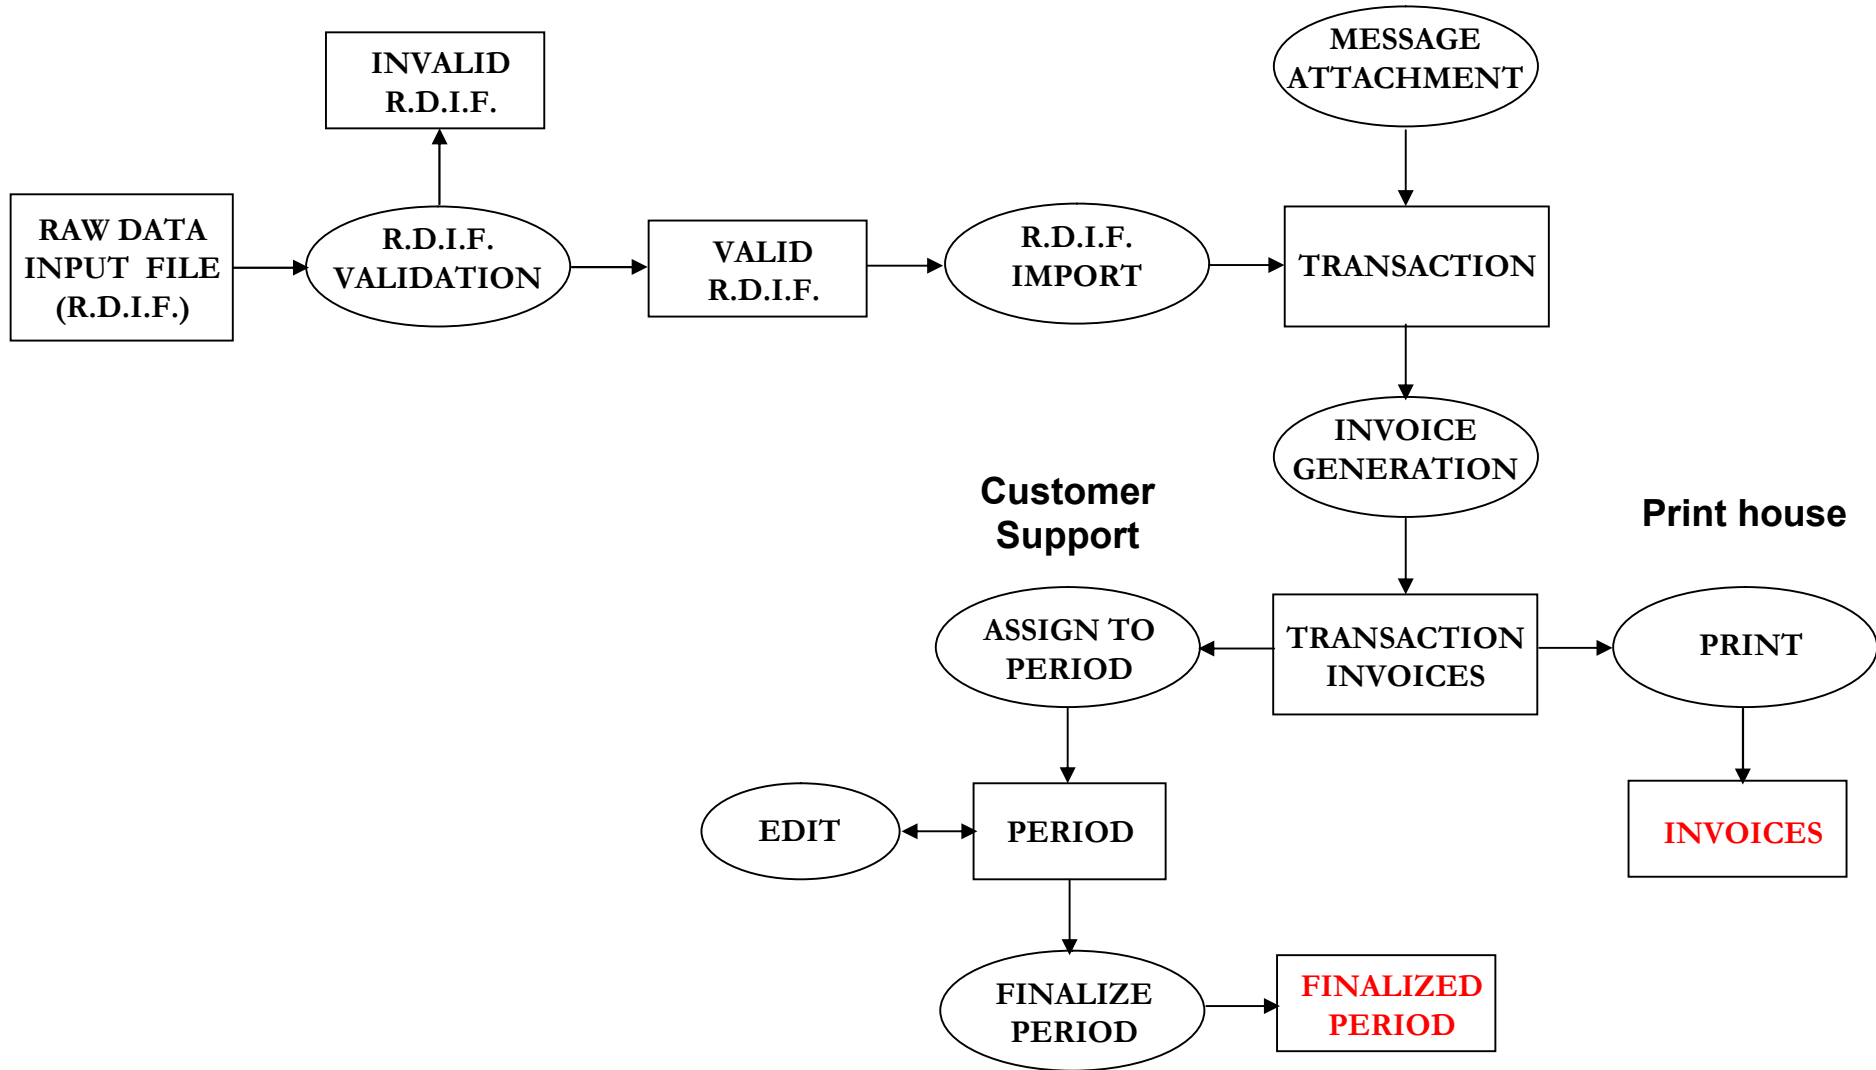 INVALID
R.D.I.F.
MESSAGE
ATTACHMENT
RAW DATA
INPUT FILE
(R.D.I.F.)
R.D.I.F.
VALIDATION
VALID
R.D.I.F.
R.D.I.F.
IMPORT
TRANSACTION
INVOICE
GENERATION
Customer
Support
Print house
ASSIGN TO
PERIOD
TRANSACTION
INVOICES
PRINT
EDIT
PERIOD
INVOICES
FINALIZE
PERIOD
FINALIZED
PERIOD